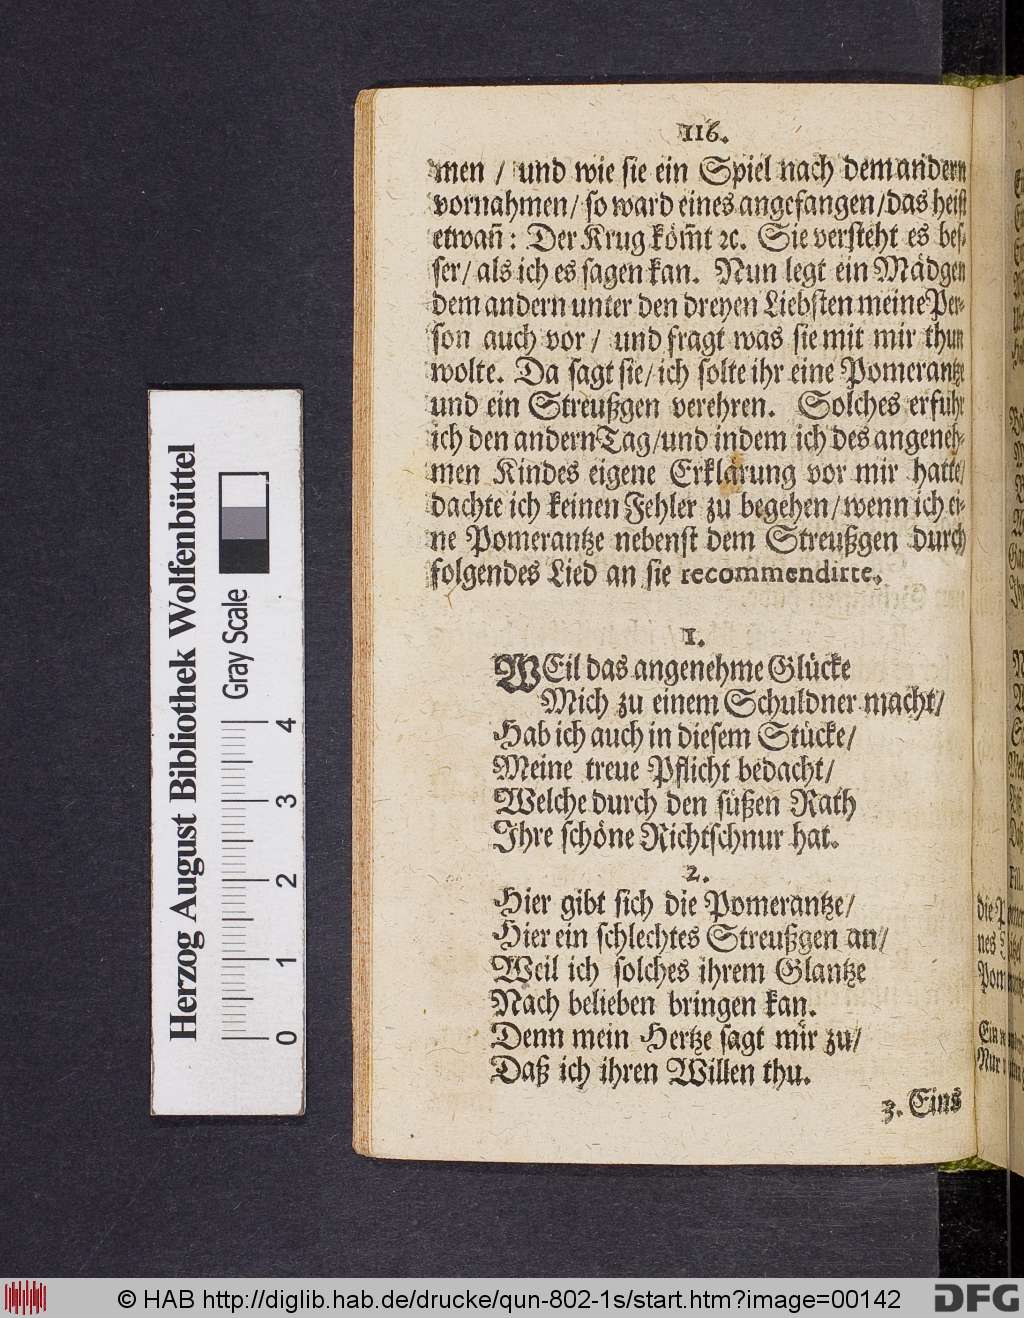 116.
men / und wie sie ein Spiel nach dem andern
vornahmen / so ward eines angefangen / das heist
etwañ: Der Krug köm̃t ꝛc. Sie versteht es bes-
ser / als ich es sagen kan. Nun legt ein Mädgen
dem andern unter den dreyen Liebsten meine Per-
son auch vor / und fragt was sie mit mir thun
wolte. Da sagt sie / ich solte ihr eine Pomerantze
und ein Streußgen verehren. Solches erfuhr
ich den andern Tag / und indem ich des angeneh-
men Kindes eigene Erklärung vor mir hatte /
dachte ich keinen Fehler zu begehen / wenn ich ei-
ne Pomerantze nebenst dem Streußgen durch
folgendes Lied an sie recommendirte.
1.
WEil das angenehme Glücke
Mich zu einem Schuldner macht /
Hab ich auch in diesem Stücke /
Meine treue Pflicht bedacht /
Welche durch den süßen Rath
Ihre schöne Richtschnur hat.
2.
Hier gibt sich die Pomerantze /
Hier ein schlechtes Streußgen an /
Weil ich solches ihrem Glantze
Nach belieben bringen kan.
Denn mein Hertze sagt mir zu /
Daß ich ihren Willen thu.
3. Eins
Herzog August Bibliothek Wolfenbüttel
Gray Scale
0 1 2 3 4
© HAB http://diglib.hab.de/drucke/qun-802-1s/start.htm?image=00142
DFG